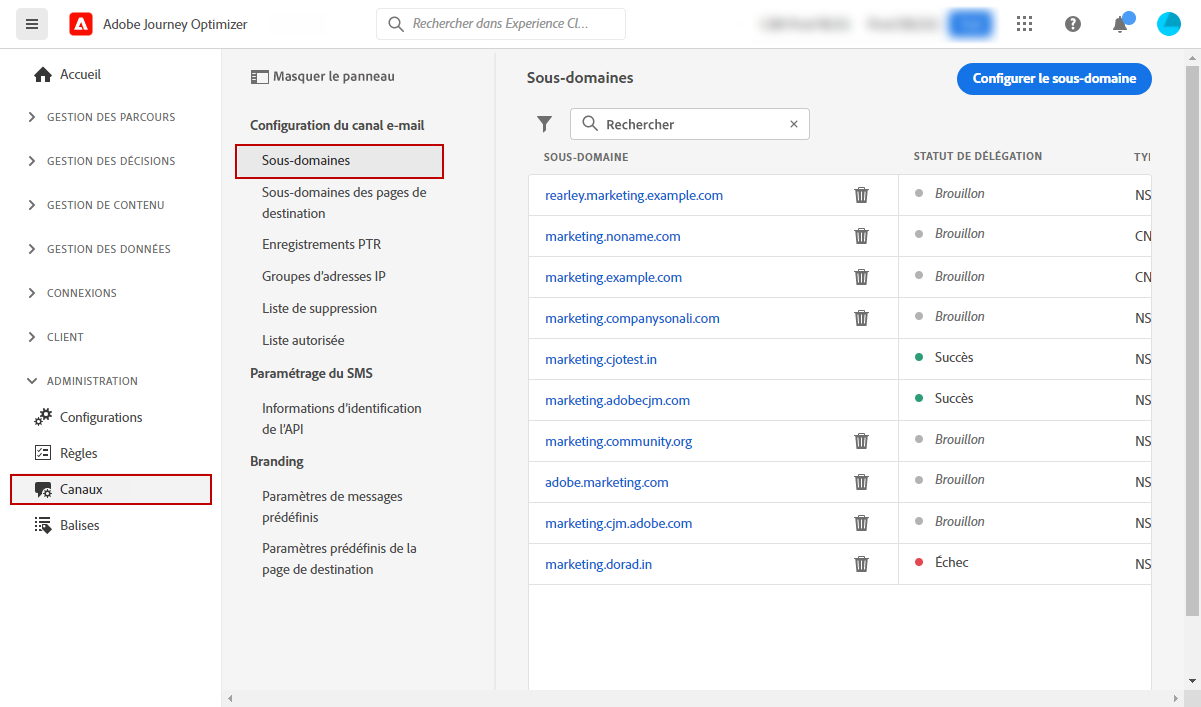 Adobe Journey Optimizer
Rechercher dans Experience Cl...
Accueil
GESTION DES PARCOURS
GESTION DES DÉCISIONS
GESTION DE CONTENU
GESTION DES DONNÉES
CONNEXIONS
CLIENT
ADMINISTRATION
Configurations
Règles
Canaux
Balises
Masquer le panneau
Configuration du canal e-mail
Sous-domaines
Sous-domaines des pages de
destination
Enregistrements PTR
Groupes d'adresses IP
Liste de suppression
Liste autorisée
Paramétrage du SMS
Informations d'identification
de l'API
Branding
Paramètres de messages
prédéfinis
Paramètres prédéfinis de la
page de destination
Sous-domaines
Configurer le sous-domaine
Rechercher
SOUS-DOMAINE STATUT DE DÉLÉGATION TYI
rearley.marketing.example.com Brouillon NS
marketing.noname.com Brouillon CN
marketing.example.com Brouillon CN
marketing.companysonali.com Brouillon NS
marketing.cjotest.in Succès NS
marketing.adobecjm.com Succès NS
marketing.community.org Brouillon NS
adobe.marketing.com Brouillon NS
marketing.cjm.adobe.com Brouillon NS
marketing.dorad.in Échec NS